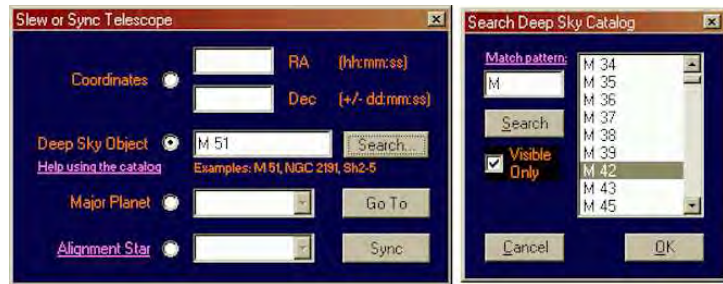 Slew or Sync Telescope
Coordinates
RA (hh:mm:ss)
Dec (+/- dd:mm:ss)
Deep Sky Object M 51 Search...
Help using the catalog Examples: M 51, NGC 2191, Sh2-5
Major Planet Go To
Alignment Star Sync
Search Deep Sky Catalog
Match pattern:
M
Search
Visible
Only
M 34
M 35
M 36
M 37
M 38
M 39
M 42
M 43
M 45
Cancel OK